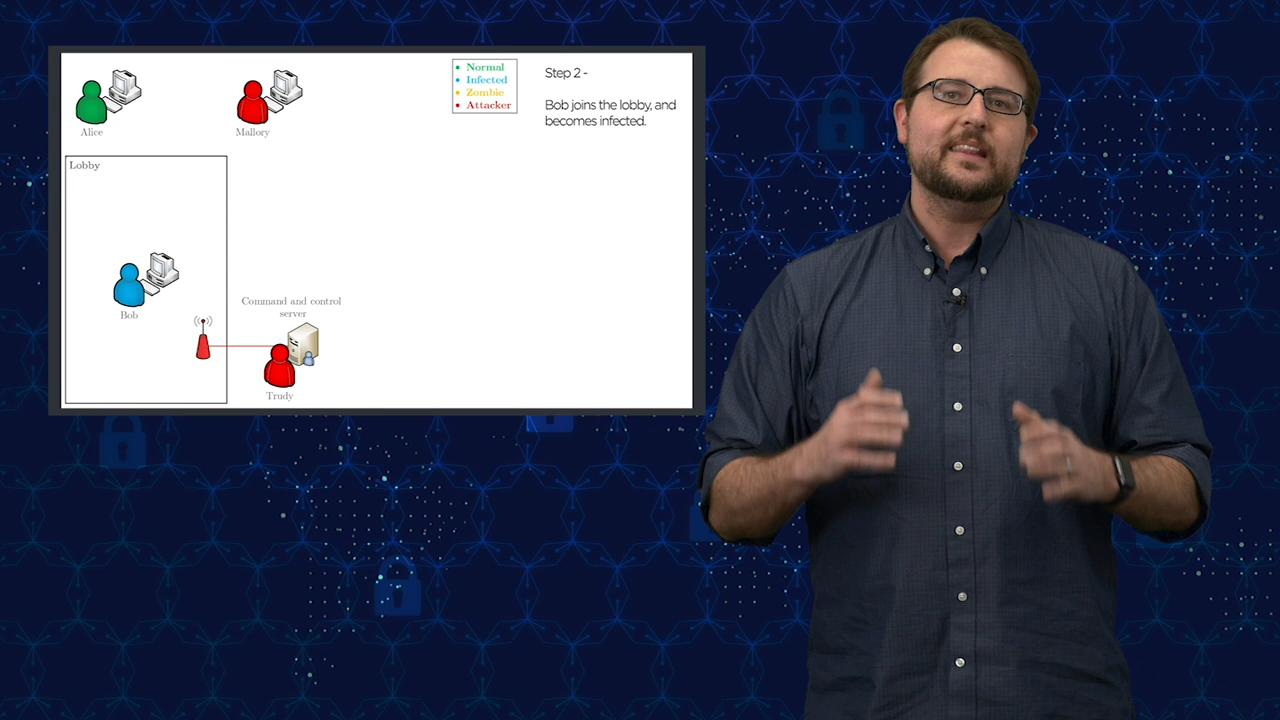 Alice
Mallory
Normal
Infected
Zombie
Attacker
Step 2 -
Bob joins the lobby, and
becomes infected.
Lobby
Bob
Command and control
server
Trudy